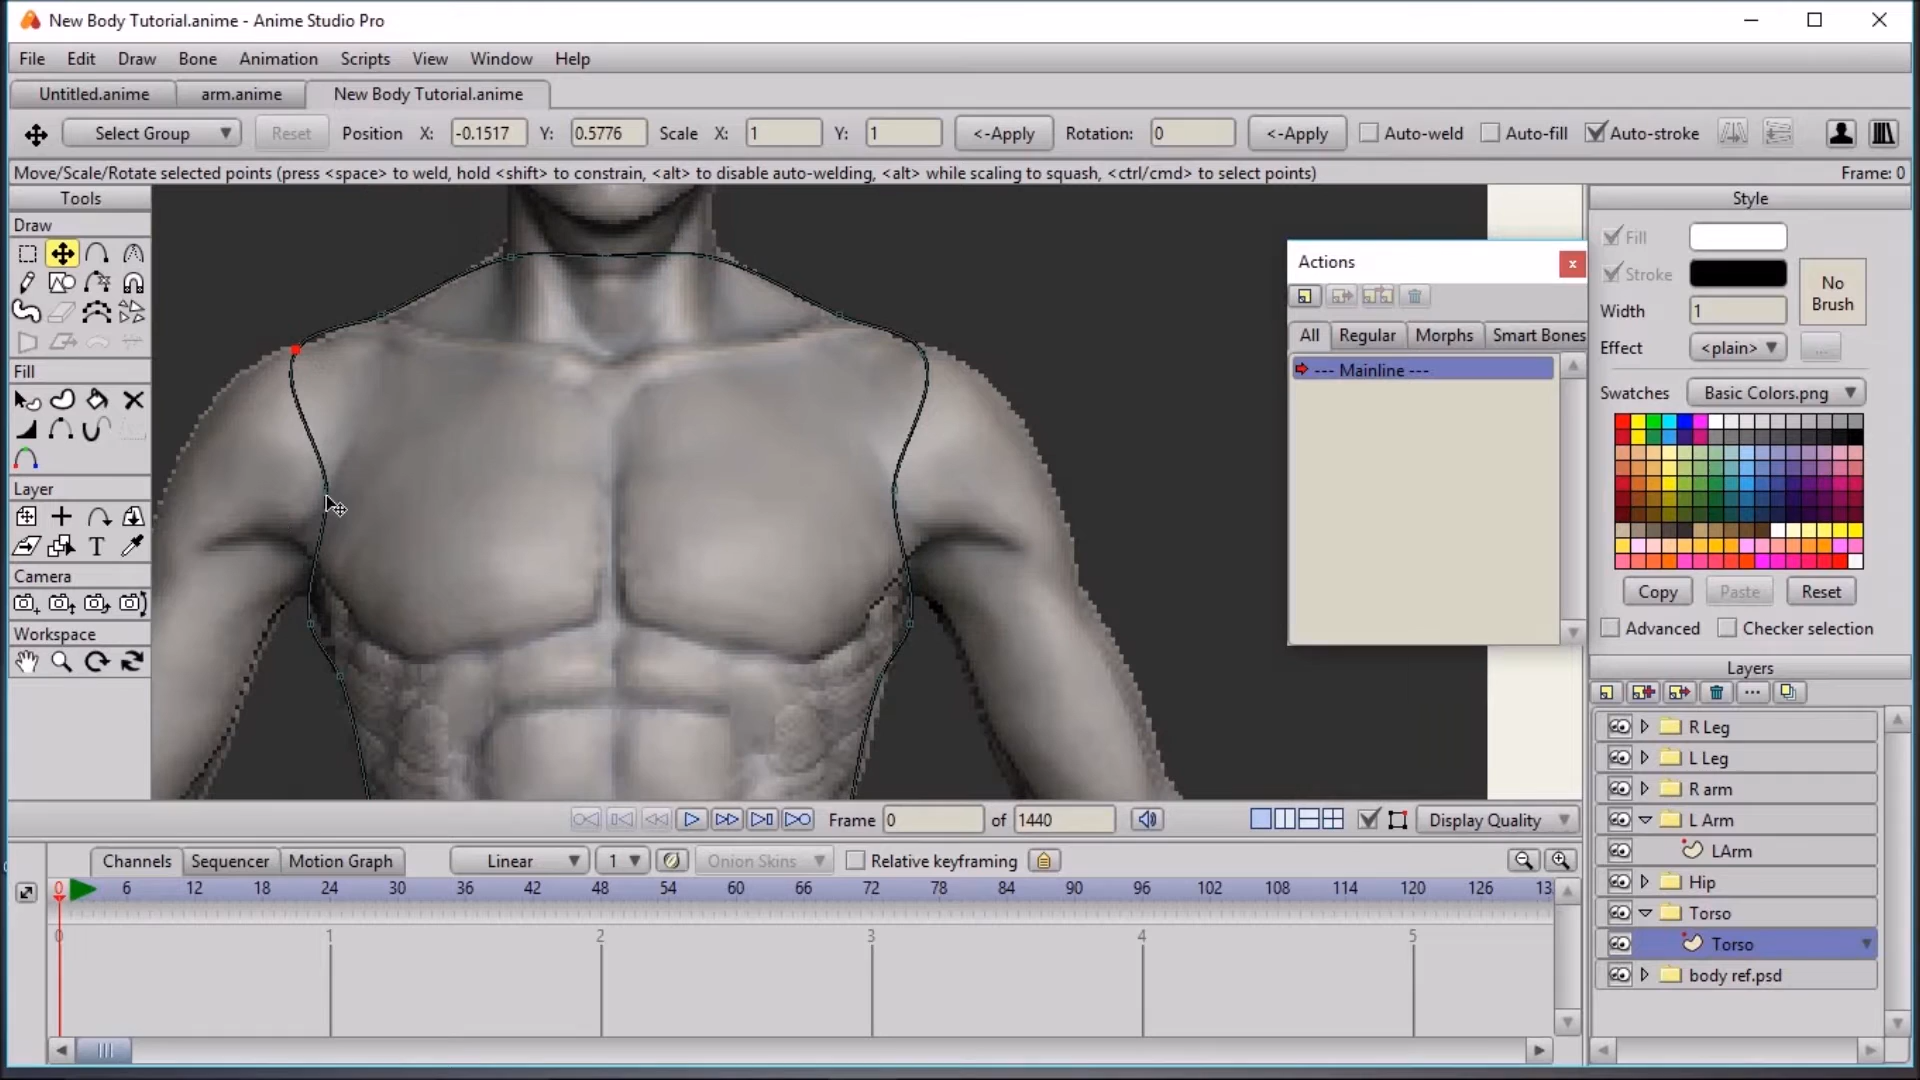 New Body Tutorial.anime - Anime Studio Pro
File Edit Draw Bone Animation Scripts View Window Help
Untitled.anime arm.anime New Body Tutorial.anime
Select Group Reset Position X: -0.1517 Y: 0.5776 Scale X: 1 Y: 1 <-Apply Rotation: 0 <-Apply Auto-weld Auto-fill Auto-stroke
Move/Scale/Rotate selected points (press <space> to weld, hold <shift> to constrain, <alt> to disable auto-welding, <alt> while scaling to squash, <ctrl/cmd> to select points) Frame: 0
Tools
Draw
Fill
Layer
T
Camera
Workspace
Actions
x
All Regular Morphs Smart Bones
--- Mainline ---
Style
Fill
Stroke
No
Brush
Width 1
Effect <plain> ...
Swatches Basic Colors.png
Copy Paste Reset
Advanced Checker selection
Layers
R Leg
L Leg
R arm
L Arm
LArm
Hip
Torso
Torso
body ref.psd
Frame 0 of 1440 Display Quality
Channels Sequencer Motion Graph Linear 1 Onion Skins Relative keyframing
0 6 12 18 24 30 36 42 48 54 60 66 72 78 84 90 96 102 108 114 120 126 13
0 1 2 3 4 5